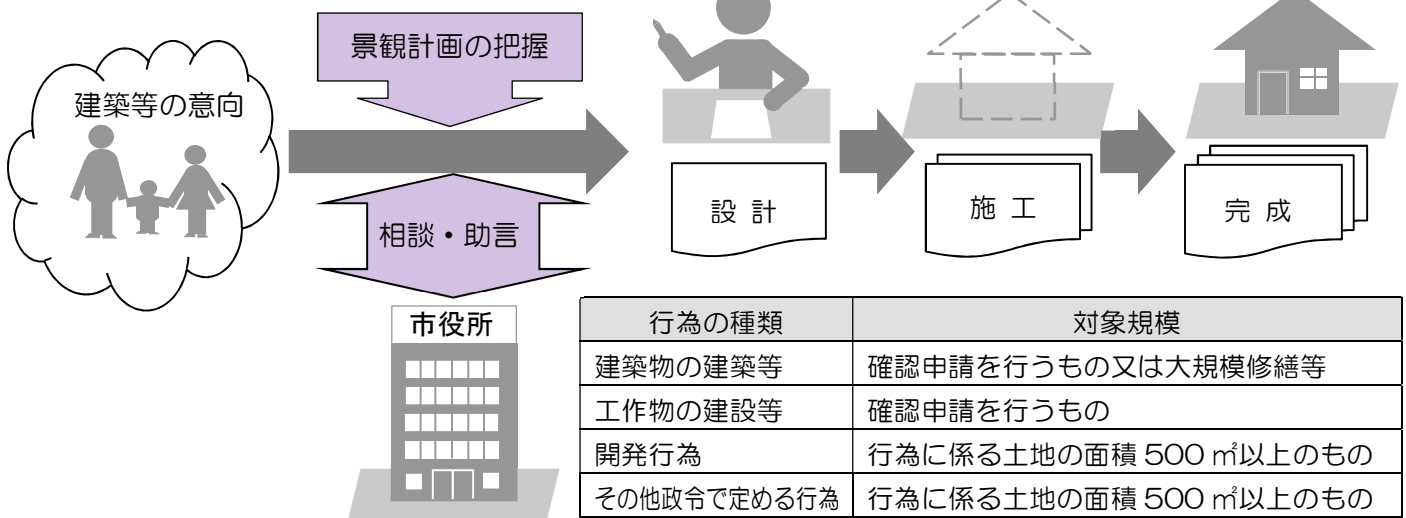 景観計画の把握
建築等の意向
相談・助言
設 計
施 工
完 成
市役所
行為の種類 対象規模
建築物の建築等 確認申請を行うもの又は大規模修繕等
工作物の建設等 確認申請を行うもの
開発行為 行為に係る土地の面積 500 ㎡以上のもの
その他政令で定める行為 行為に係る土地の面積 500 ㎡以上のもの